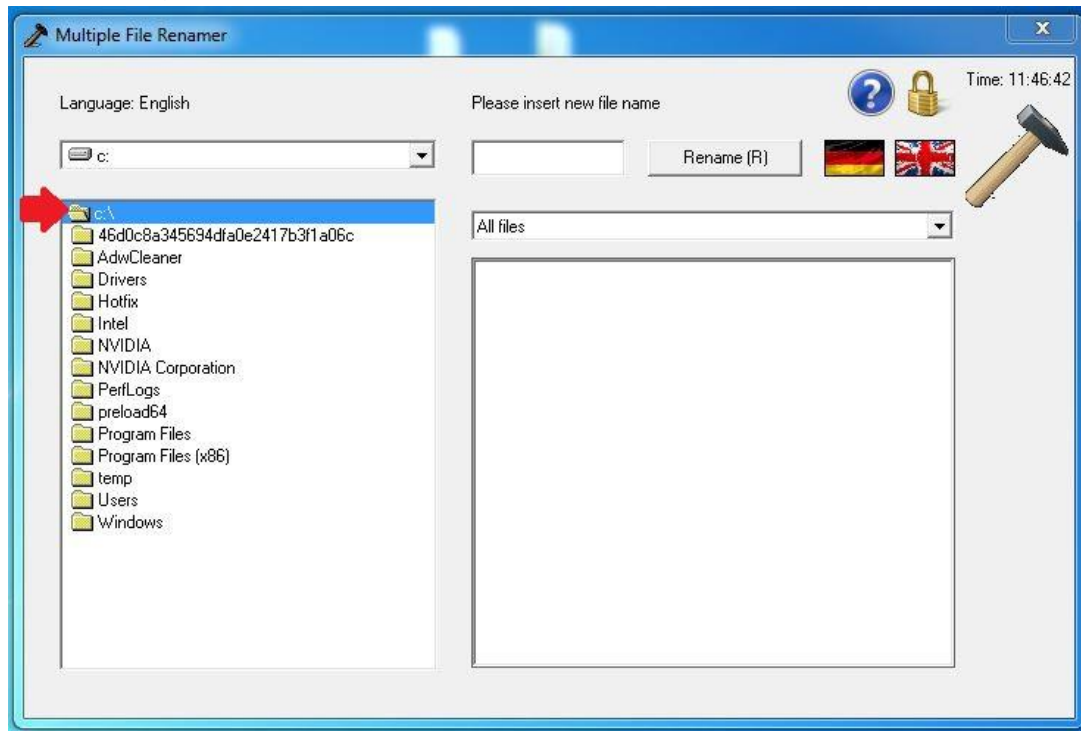 Multiple File Renamer
x
Time: 11:46:42
Language: English
Please insert new file name
c:
Rename (R)
c:\
All files
46d0c8a345694dfa0e2417b3f1a06c
AdwCleaner
Drivers
Hotfix
Intel
NVIDIA
NVIDIA Corporation
PerfLogs
preload64
Program Files
Program Files (x86)
temp
Users
Windows